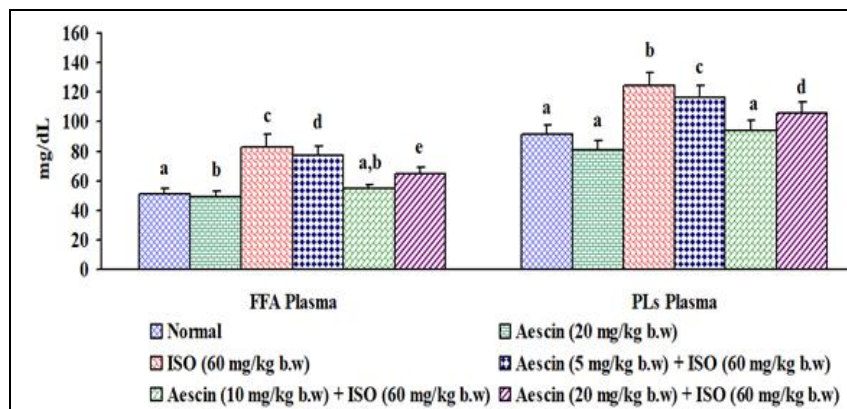 160
140
120
100
80
60
40
20
0
mg/dL
a
b
c
d
a,b
e
a
a
b
c
a
d
FFA Plasma
PLs Plasma
Normal
Aescin (20 mg/kg b.w)
ISO (60 mg/kg b.w)
Aescin (5 mg/kg b.w) + ISO (60 mg/kg b.w)
Aescin (10 mg/kg b.w) + ISO (60 mg/kg b.w)
Aescin (20 mg/kg b.w) + ISO (60 mg/kg b.w)